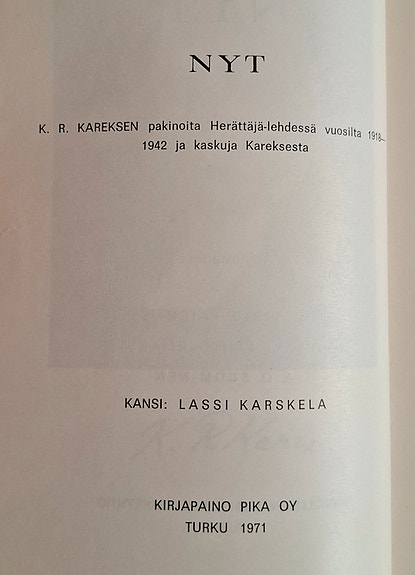 NYT
K. R. KAREKSEN pakinoita Herättäjä-lehdessä vuosilta 1918–
1942 ja kaskuja Kareksesta
KANSI: LASSI KARSKELA
KIRJAPAINO PIKA OY
TURKU 1971